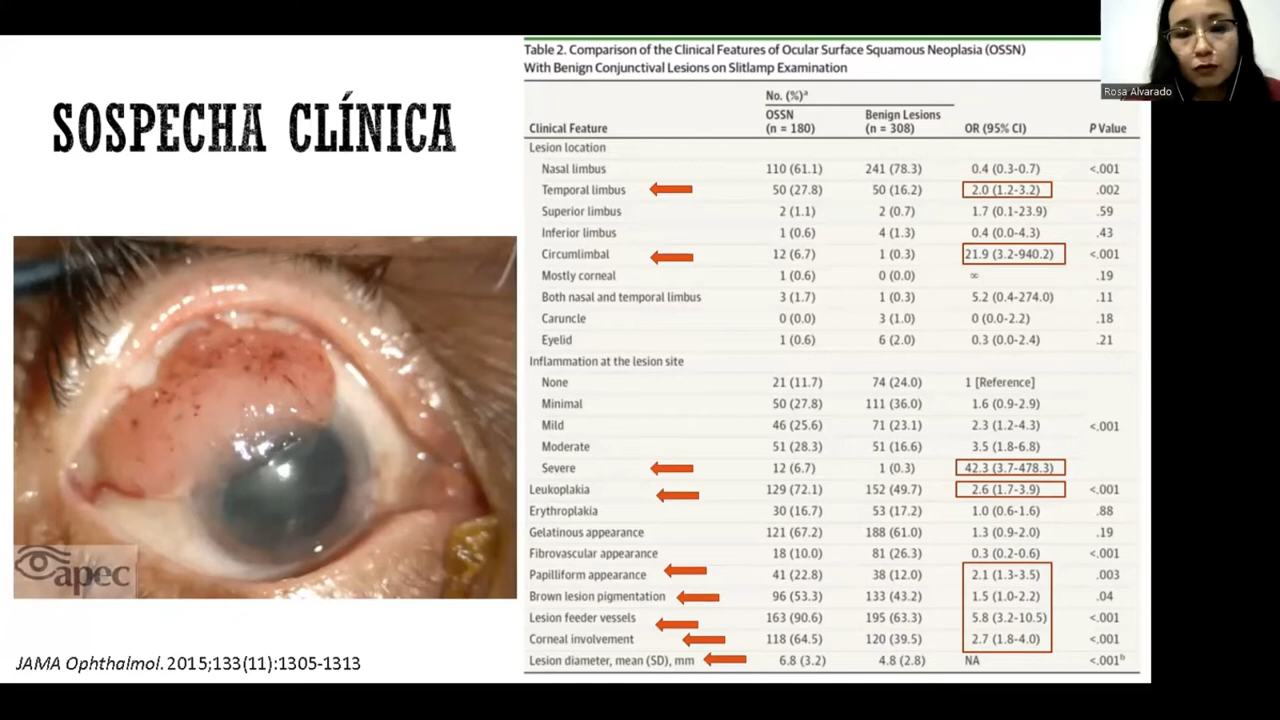 SOSPECHA CLÍNICA
apec
JAMA Ophthalmol. 2015;133(11):1305-1313
Table 2. Comparison of the Clinical Features of Ocular Surface Squamous Neoplasia (OSSN)
With Benign Conjunctival Lesions on Slitlamp Examination
No. (%)ᵃ
OSSN Benign Lesions
Clinical Feature (n = 180) (n = 308) OR (95% CI) P Value
Lesion location
Nasal limbus 110 (61.1) 241 (78.3) 0.4 (0.3-0.7) <.001
Temporal limbus 50 (27.8) 50 (16.2) 2.0 (1.2-3.2) .002
Superior limbus 2 (1.1) 2 (0.7) 1.7 (0.1-23.9) .59
Inferior limbus 1 (0.6) 4 (1.3) 0.4 (0.0-4.3) .43
Circumlimbal 12 (6.7) 1 (0.3) 21.9 (3.2-940.2) <.001
Mostly corneal 1 (0.6) 0 (0.0) ∞ .19
Both nasal and temporal limbus 3 (1.7) 1 (0.3) 5.2 (0.4-274.0) .11
Caruncle 0 (0.0) 3 (1.0) 0 (0.0-2.2) .18
Eyelid 1 (0.6) 6 (2.0) 0.3 (0.0-2.4) .21
Inflammation at the lesion site
None 21 (11.7) 74 (24.0) 1 [Reference]
Minimal 50 (27.8) 111 (36.0) 1.6 (0.9-2.9)
Mild 46 (25.6) 71 (23.1) 2.3 (1.2-4.3) <.001
Moderate 51 (28.3) 51 (16.6) 3.5 (1.8-6.8)
Severe 12 (6.7) 1 (0.3) 42.3 (3.7-478.3)
Leukoplakia 129 (72.1) 152 (49.7) 2.6 (1.7-3.9) <.001
Erythroplakia 30 (16.7) 53 (17.2) 1.0 (0.6-1.6) .88
Gelatinous appearance 121 (67.2) 188 (61.0) 1.3 (0.9-2.0) .19
Fibrovascular appearance 18 (10.0) 81 (26.3) 0.3 (0.2-0.6) <.001
Papilliform appearance 41 (22.8) 38 (12.0) 2.1 (1.3-3.5) .003
Brown lesion pigmentation 96 (53.3) 133 (43.2) 1.5 (1.0-2.2) .04
Lesion feeder vessels 163 (90.6) 195 (63.3) 5.8 (3.2-10.5) <.001
Corneal involvement 118 (64.5) 120 (39.5) 2.7 (1.8-4.0) <.001
Lesion diameter, mean (SD), mm 6.8 (3.2) 4.8 (2.8) NA <.001ᵇ
Rosa Alvarado